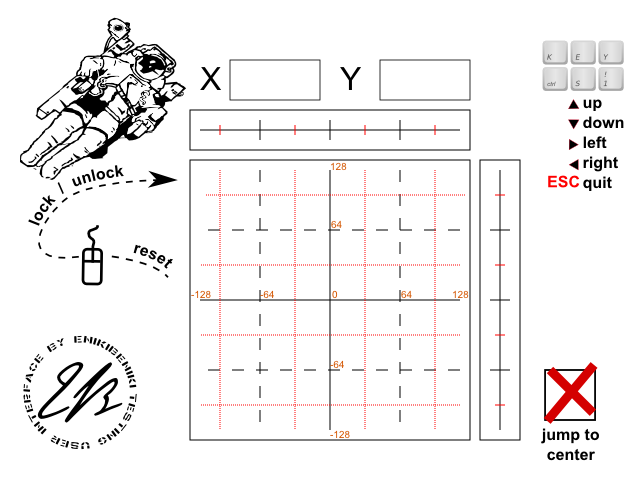 X
Y
K E Y
ctrl S ! 1
up
down
left
right
ESC quit
lock / unlock
reset
128
64
-128 -64 0 64 128
-64
-128
INTERFACE BY ENIKIBENIKI TESTING USER
jump to
center